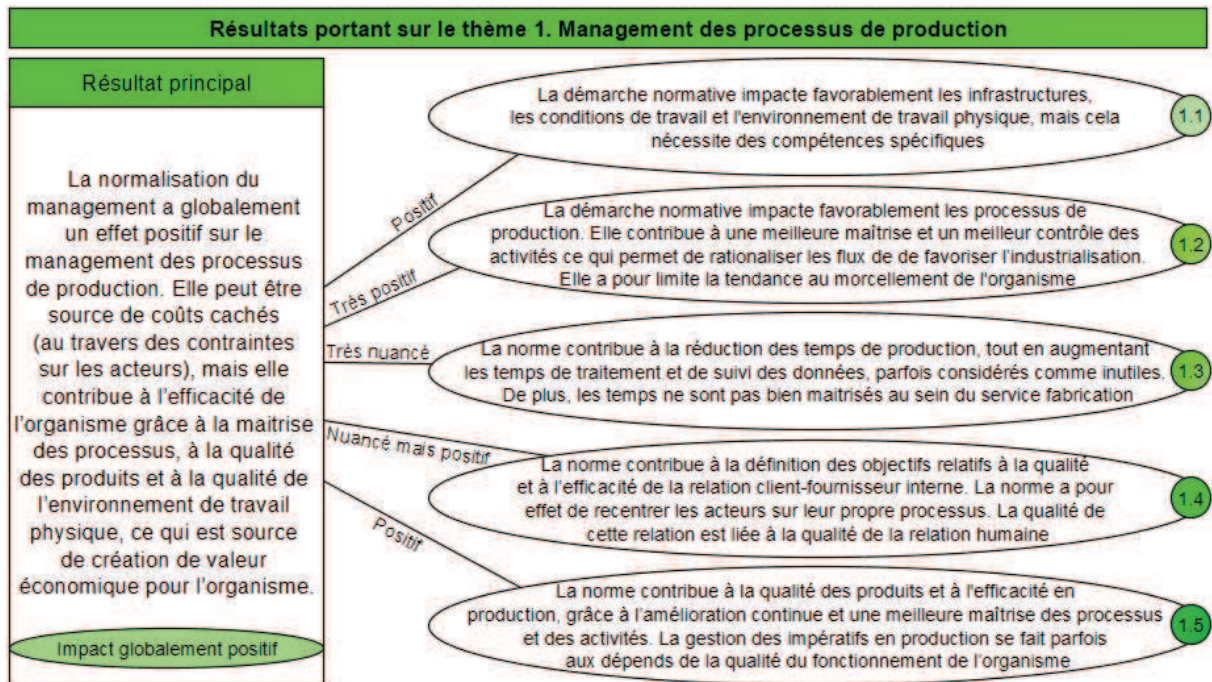 Résultats portant sur le thème 1. Management des processus de production
Résultat principal
La normalisation du
management a globalement
un effet positif sur le
management des processus
de production. Elle peut être
source de coûts cachés
(au travers des contraintes
sur les acteurs), mais elle
contribue à l'efficacité de
l'organisme grâce à la maitrise
des processus, à la qualité
des produits et à la qualité de
l'environnement de travail
physique, ce qui est source
de création de valeur
économique pour l'organisme.
Impact globalement positif
Positif
La démarche normative impacte favorablement les infrastructures,
les conditions de travail et l'environnement de travail physique, mais cela
nécessite des compétences spécifiques
1.1
Très positif
La démarche normative impacte favorablement les processus de
production. Elle contribue à une meilleure maîtrise et un meilleur contrôle des
activités ce qui permet de rationaliser les flux de de favoriser l'industrialisation.
Elle a pour limite la tendance au morcellement de l'organisme
1.2
Très nuancé
La norme contribue à la réduction des temps de production, tout en augmentant
les temps de traitement et de suivi des données, parfois considérés comme inutiles.
De plus, les temps ne sont pas bien maitrisés au sein du service fabrication
1.3
Nuancé mais positif
La norme contribue à la définition des objectifs relatifs à la qualité
et à l'efficacité de la relation client-fournisseur interne. La norme a pour
effet de recentrer les acteurs sur leur propre processus. La qualité de
cette relation est liée à la qualité de la relation humaine
1.4
Positif
La norme contribue à la qualité des produits et à l'efficacité en
production, grâce à l'amélioration continue et une meilleure maîtrise des processus
et des activités. La gestion des impératifs en production se fait parfois
aux dépends de la qualité du fonctionnement de l'organisme
1.5